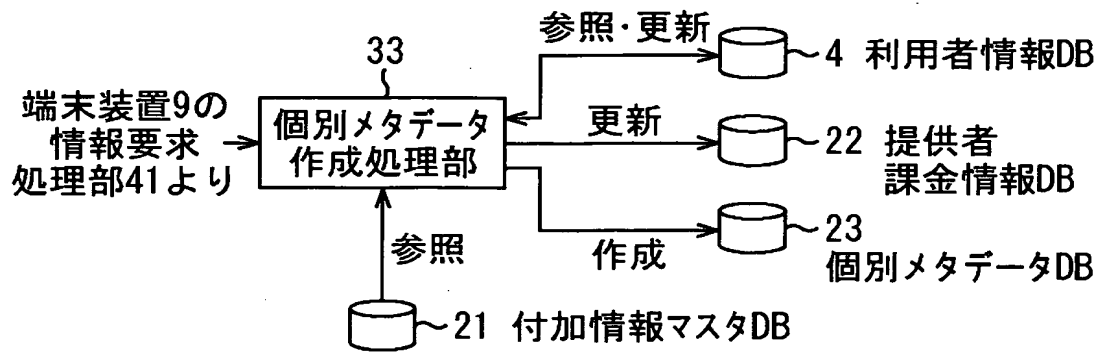 参照・更新
33
4 利用者情報DB
端末装置9の
情報要求
処理部41より
個別メタデータ
作成処理部
更新
22 提供者
課金情報DB
参照
作成
23
個別メタデータDB
21 付加情報マスタDB